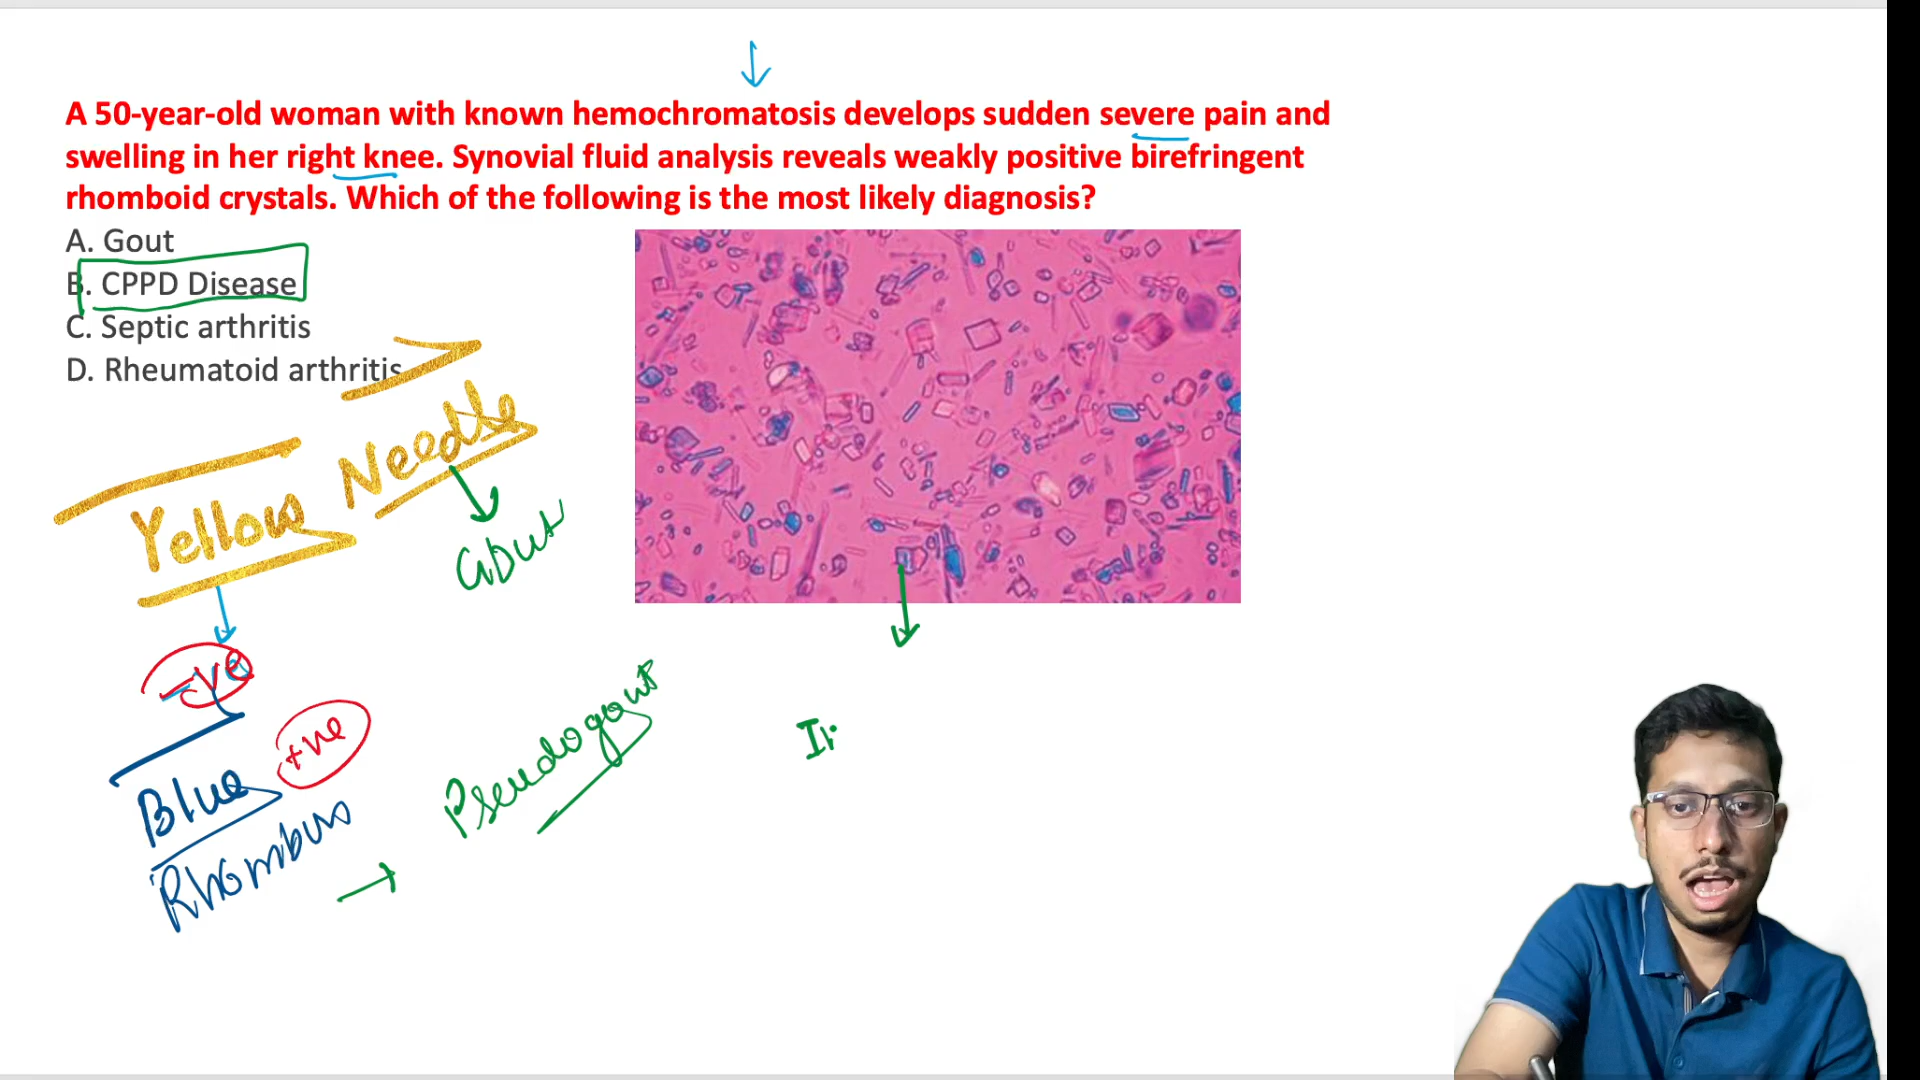 A 50-year-old woman with known hemochromatosis develops sudden severe pain and
swelling in her right knee. Synovial fluid analysis reveals weakly positive birefringent
rhomboid crystals. Which of the following is the most likely diagnosis?
A. Gout
B. CPPD Disease
C. Septic arthritis
D. Rheumatoid arthritis
Yellow Needle
Gout
-ve
+ve
Blue
Rhombus
Pseudogout